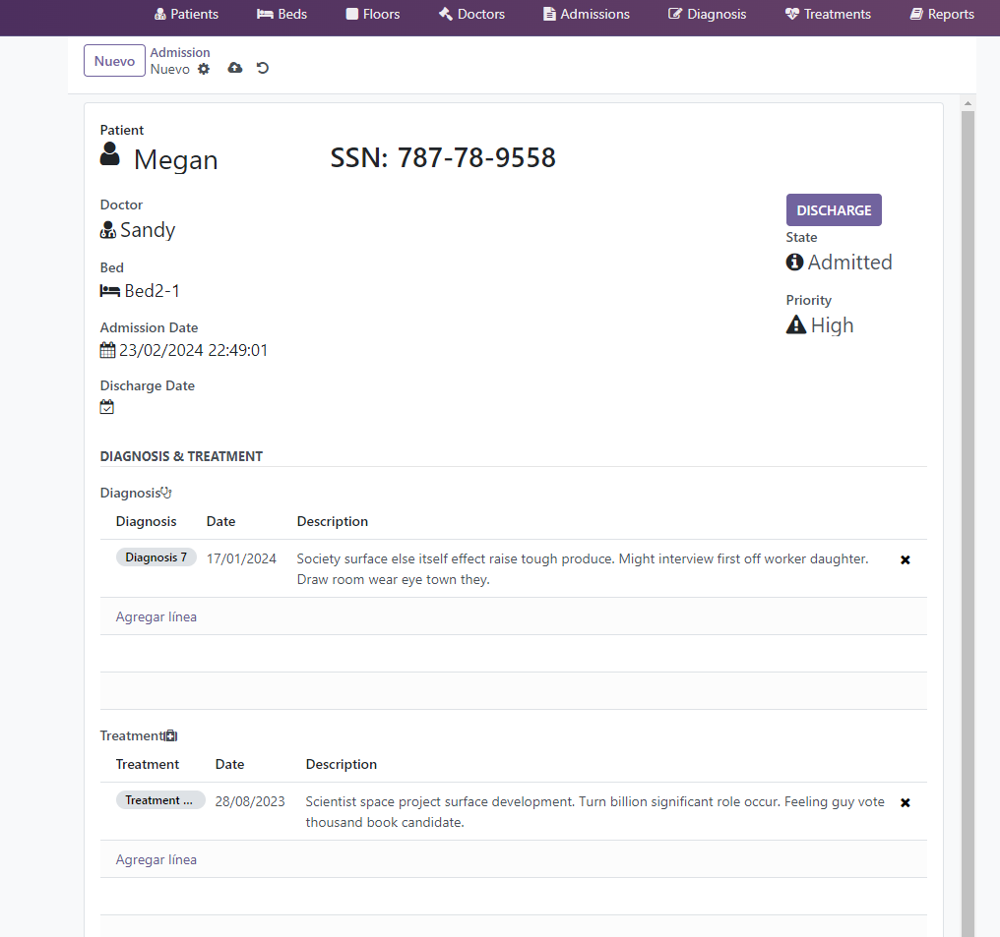 Patients Beds Floors Doctors Admissions Diagnosis Treatments Reports
Nuevo
Admission
Nuevo
Patient
Megan SSN: 787-78-9558
Doctor
Sandy
DISCHARGE
State
Admitted
Bed
Bed2-1
Priority
High
Admission Date
23/02/2024 22:49:01
Discharge Date
DIAGNOSIS & TREATMENT
Diagnosis
Diagnosis Date Description
Diagnosis 7 17/01/2024 Society surface else itself effect raise tough produce. Might interview first off worker daughter.
Draw room wear eye town they.
Agregar línea
Treatment
Treatment Date Description
Treatment ... 28/08/2023 Scientist space project surface development. Turn billion significant role occur. Feeling guy vote
thousand book candidate.
Agregar línea